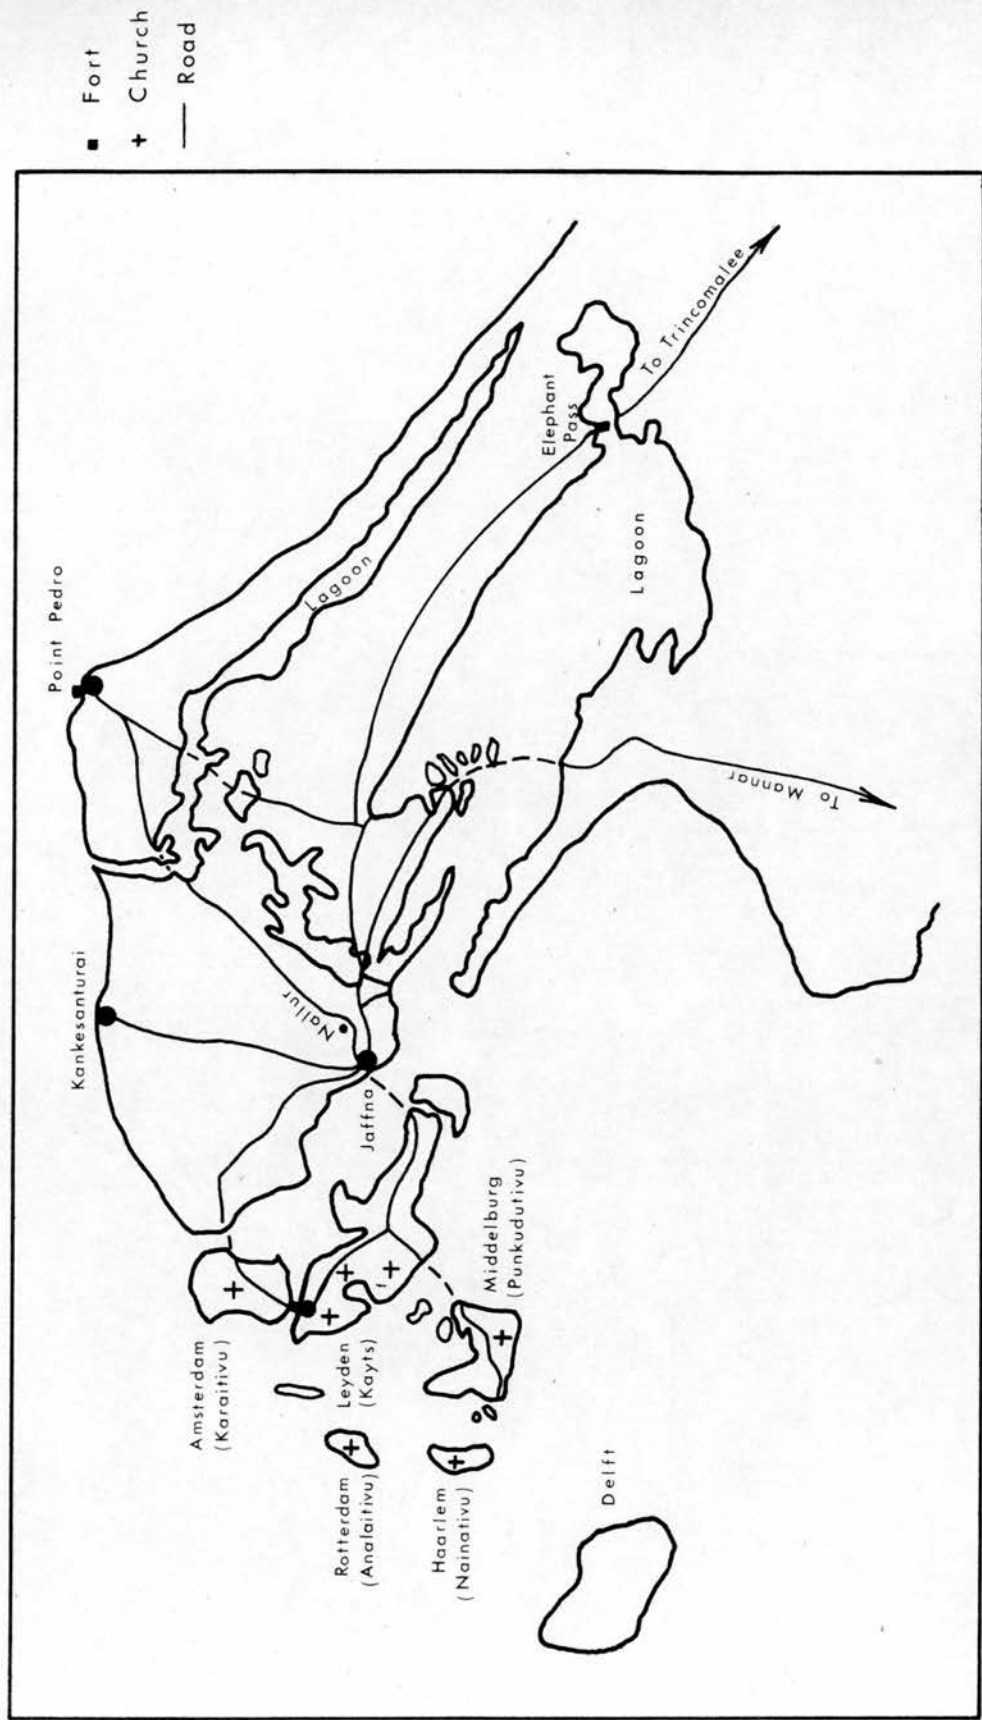 Fort
Church
Road
Point Pedro
Kankesanturai
Lagoon
Elephant
Pass
To Trincomalee
Lagoon
Nallur
Jaffna
To Mannar
Amsterdam
(Karaitivu)
Leyden
(Kayts)
Rotterdam
(Analaitivu)
Middelburg
(Punkudutivu)
Haarlem
(Nainativu)
Delft